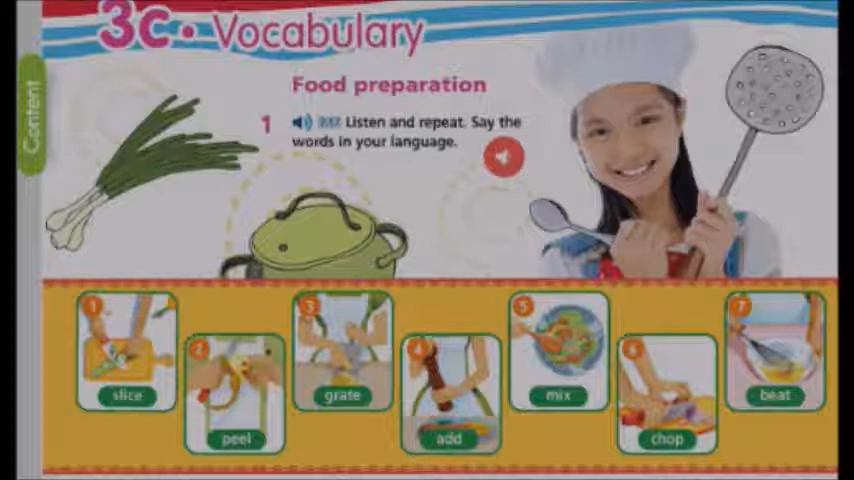 3c • Vocabulary
Content
Food preparation
1 Listen and repeat. Say the
words in your language.
1
slice
2
peel
3
grate
4
add
5
mix
6
chop
7
beat